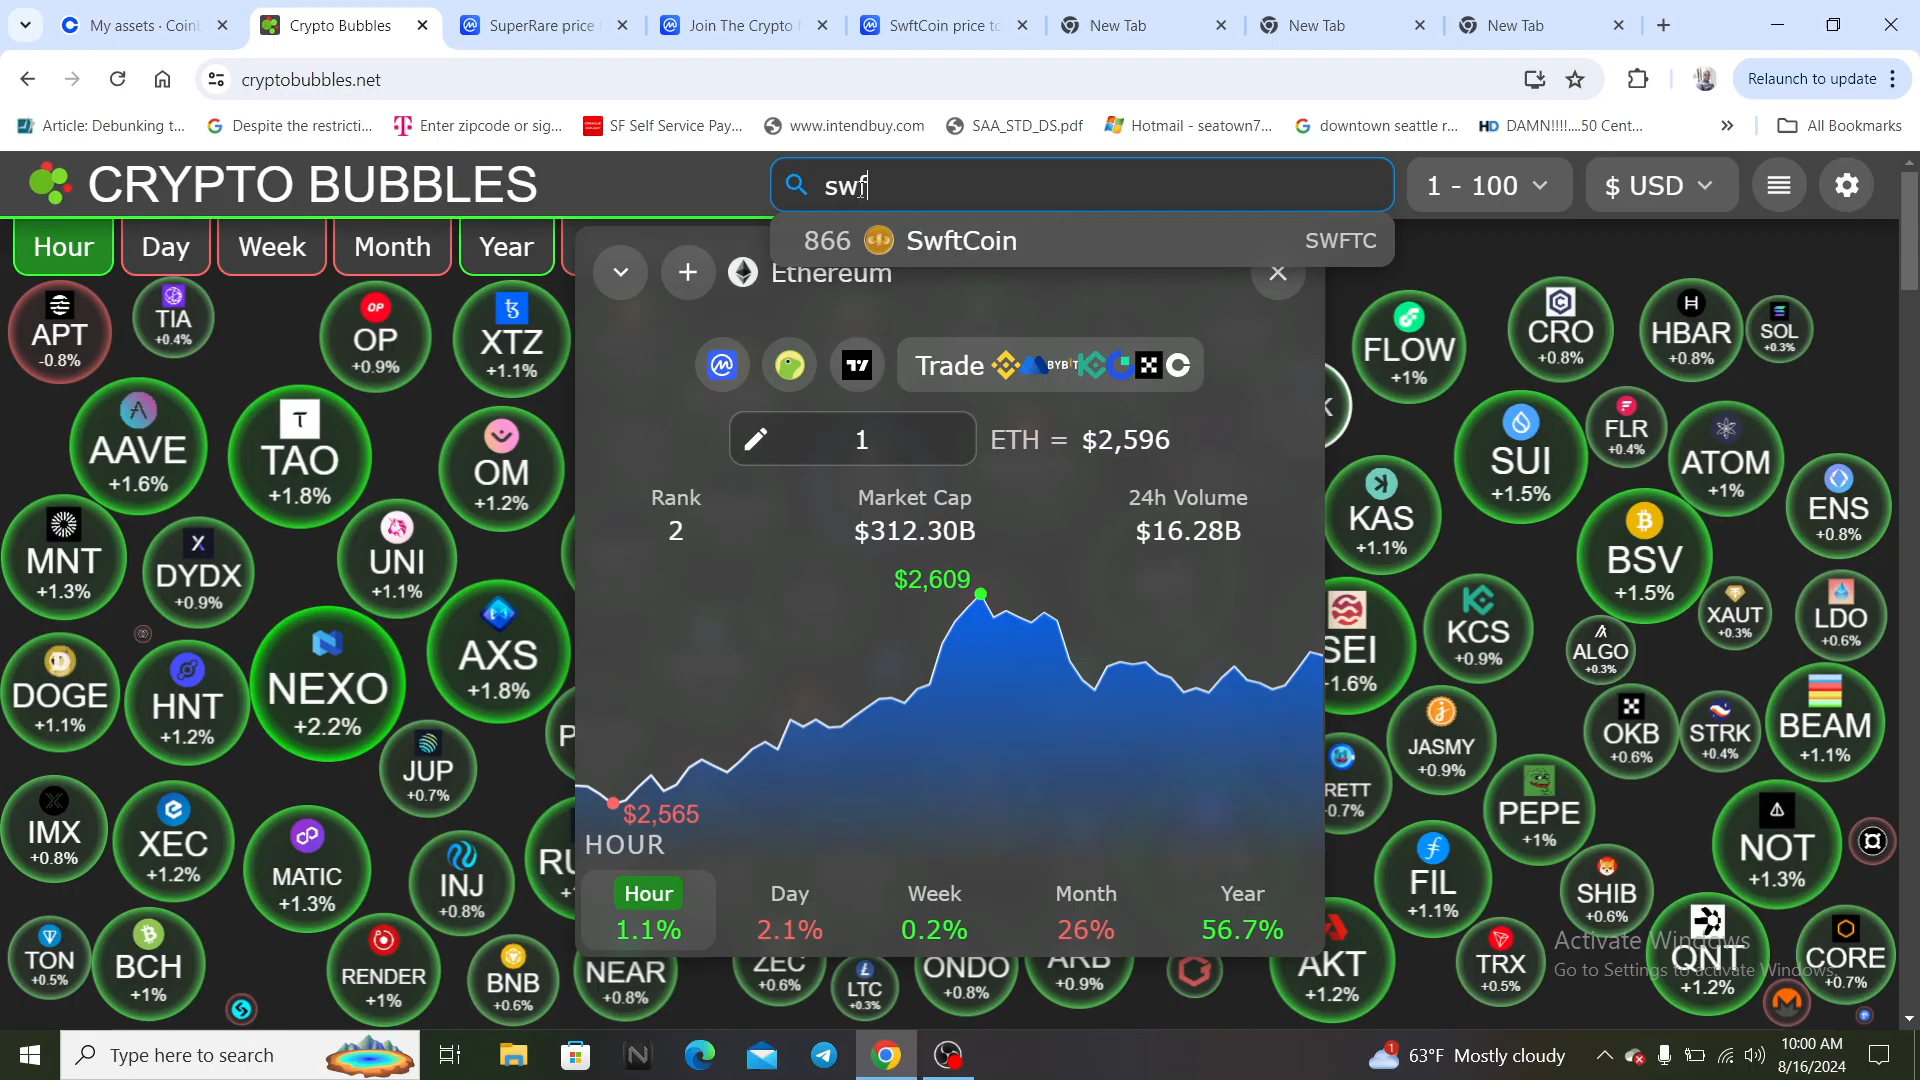 My assets · Coinb
Crypto Bubbles
SuperRare price
Join The Crypto
SwftCoin price to
New Tab
New Tab
New Tab
cryptobubbles.net
Relaunch to update
Article: Debunking t...
Despite the restricti...
Enter zipcode or sig...
SF Self Service Pay...
www.intendbuy.com
SAA_STD_DS.pdf
Hotmail - seatown7...
downtown seattle r...
HD DAMN!!!!....50 Cent...
All Bookmarks
CRYPTO BUBBLES
swf
1 - 100
$ USD
866 SwftCoin SWFTC
Hour
Day
Week
Month
Year
Ethereum
Trade
BYBIT
1 ETH = $2,596
Rank
2
Market Cap
$312.30B
24h Volume
$16.28B
$2,609
$2,565
HOUR
Hour
1.1%
Day
2.1%
Week
0.2%
Month
26%
Year
56.7%
APT
-0.8%
TIA
+0.4%
OP
+0.9%
XTZ
+1.1%
AAVE
+1.6%
TAO
+1.8%
OM
+1.2%
MNT
+1.3%
DYDX
+0.9%
UNI
+1.1%
DOGE
+1.1%
HNT
+1.2%
NEXO
+2.2%
AXS
+1.8%
JUP
+0.7%
IMX
+0.8%
XEC
+1.2%
MATIC
+1.3%
INJ
+0.8%
TON
+0.5%
BCH
+1%
RENDER
+1%
BNB
+0.6%
NEAR
+0.8%
ZEC
+0.6%
LTC
+0.3%
ONDO
+0.8%
ARB
+0.9%
AKT
+1.2%
FLOW
+1%
CRO
+0.8%
HBAR
+0.8%
SOL
+0.3%
KAS
+1.1%
SUI
+1.5%
FLR
+0.4%
ATOM
+1%
ENS
+0.8%
BSV
+1.5%
SEI
1.6%
KCS
+0.9%
ALGO
+0.3%
XAUT
+0.3%
LDO
+0.6%
JASMY
+0.9%
OKB
+0.6%
STRK
+0.4%
BEAM
+1.1%
RETT
0.7%
PEPE
+1%
NOT
+1.3%
FIL
+1.1%
SHIB
+0.6%
TRX
+0.5%
QNT
+1.2%
CORE
+0.7%
Activate Windows
Go to Settings to activate Windows.
Type here to search
63°F Mostly cloudy
10:00 AM
8/16/2024